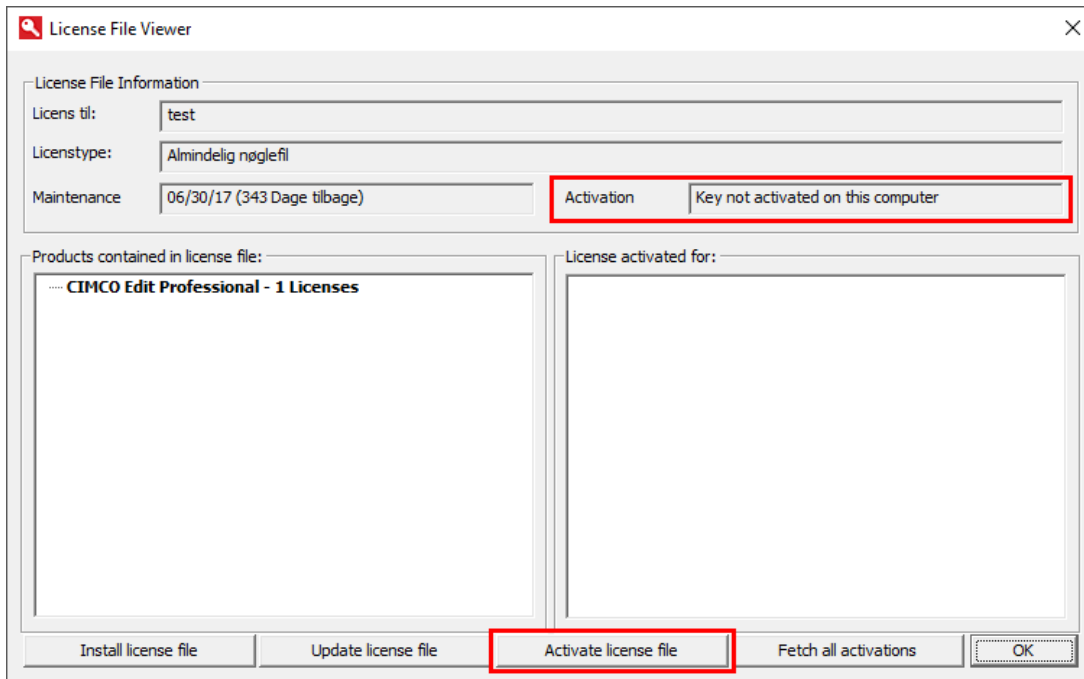 License File Viewer
License File Information
Licens til:
test
Licenstype:
Almindelig nøglefil
Maintenance
06/30/17 (343 Dage tilbage)
Activation
Key not activated on this computer
Products contained in license file:
License activated for:
CIMCO Edit Professional - 1 Licenses
Install license file
Update license file
Activate license file
Fetch all activations
OK